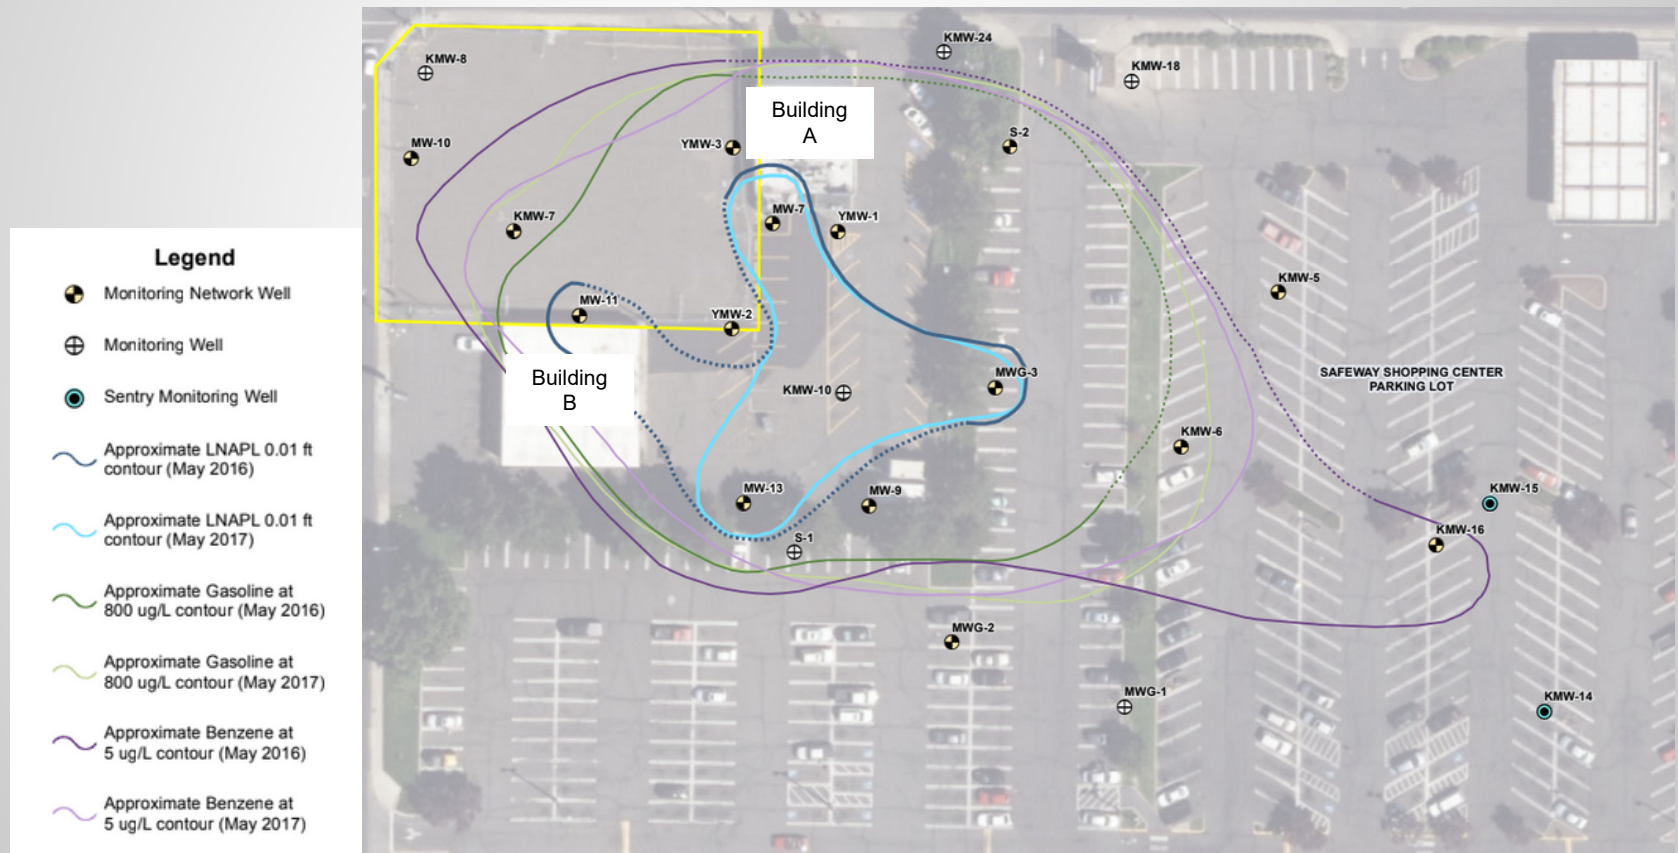 Legend
Monitoring Network Well
Monitoring Well
Sentry Monitoring Well
Approximate LNAPL 0.01 ft
contour (May 2016)
Approximate LNAPL 0.01 ft
contour (May 2017)
Approximate Gasoline at
800 ug/L contour (May 2016)
Approximate Gasoline at
800 ug/L contour (May 2017)
Approximate Benzene at
5 ug/L contour (May 2016)
Approximate Benzene at
5 ug/L contour (May 2017)
KMW-24
KMW-8
KMW-18
Building
A
S-2
MW-10
YMW-3
MW-7
YMW-1
KMW-7
KMW-5
MW-11
YMW-2
SAFEWAY SHOPPING CENTER
PARKING LOT
MWG-3
Building
B
KMW-10
KMW-6
MW-13
MW-9
KMW-15
KMW-16
S-1
MWG-2
MWG-1
KMW-14